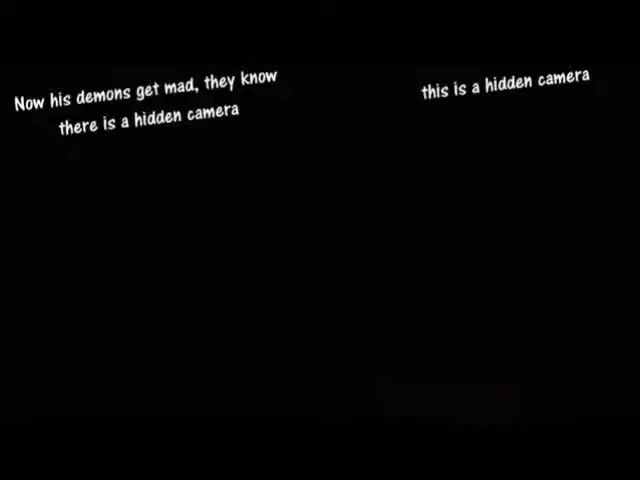 Now his demons get mad, they know
there is a hidden camera
this is a hidden camera